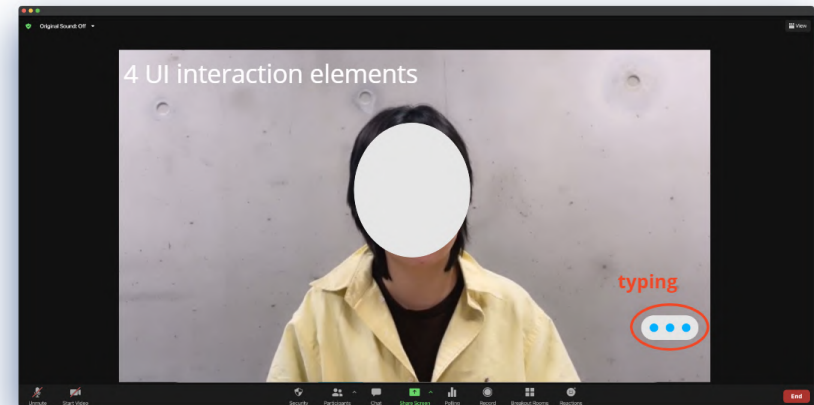 Original Sound: Off
View
4 UI interaction elements
typing
Unmute
Start Video
Security
Participants
Chat
Share Screen
Polling
Record
Breakout Rooms
Reactions
End